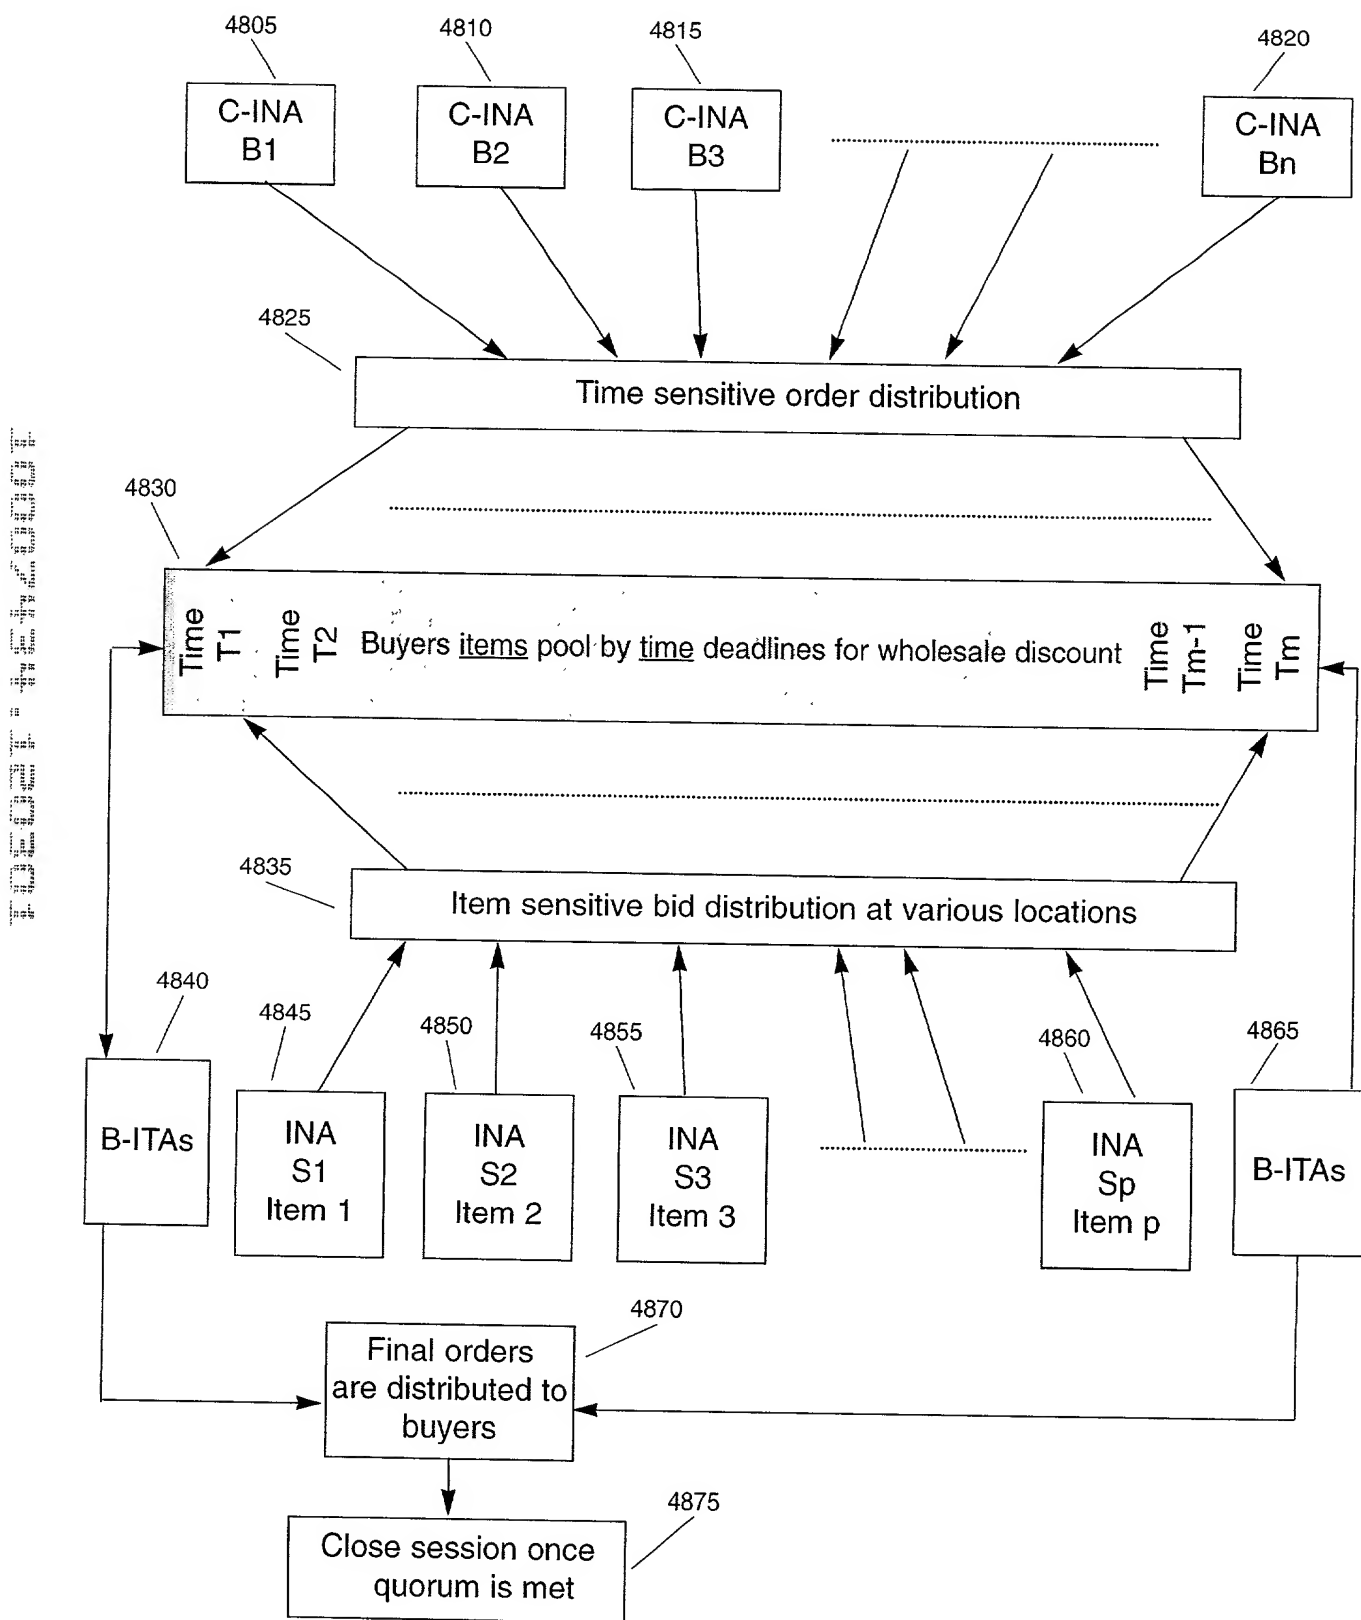 4805
4810
4815
4820
C-INA
B1
C-INA
B2
C-INA
B3
C-INA
Bn
4825
Time sensitive order distribution
4830
Time
T1
Time
T2
Buyers items pool by time deadlines for wholesale discount
Time
Tm-1
Time
Tm
4835
Item sensitive bid distribution at various locations
4840
4845
4850
4855
4860
4865
B-ITAs
INA
S1
Item 1
INA
S2
Item 2
INA
S3
Item 3
INA
Sp
Item p
B-ITAs
4870
Final orders
are distributed to
buyers
4875
Close session once
quorum is met
10007434.120301